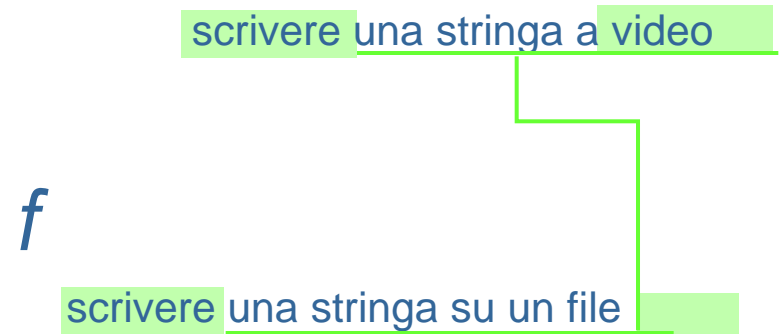 scrivere una stringa a video
f
scrivere una stringa su un file